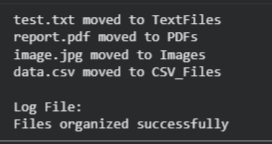 test.txt moved to TextFiles
report.pdf moved to PDFs
image.jpg moved to Images
data.csv moved to CSV_Files
Log File:
Files organized successfully